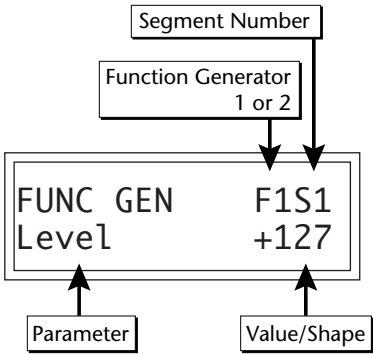 Segment Number
Function Generator
1 or 2
FUNC GEN F1S1
Level +127
Parameter
Value/Shape